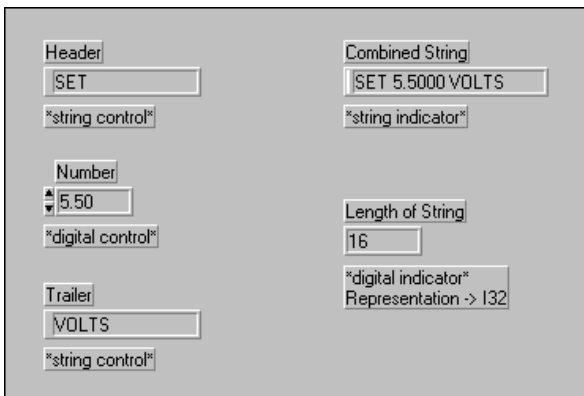 Header
SET
*string control*
Number
5.50
*digital control*
Trailer
VOLTS
*string control*
Combined String
SET 5.5000 VOLTS
*string indicator*
Length of String
16
*digital indicator*
Representation -> I32